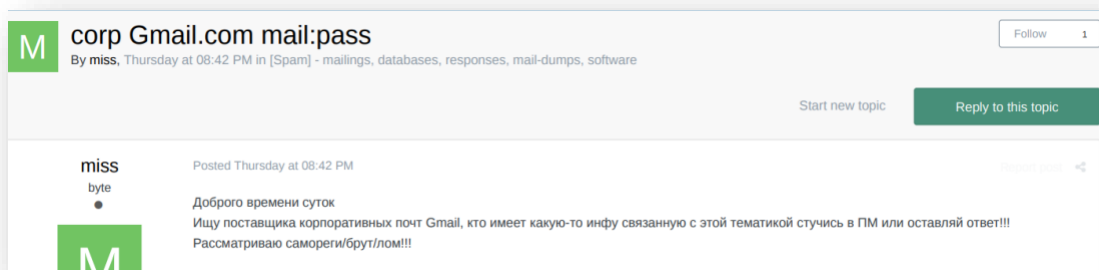 M
corp Gmail.com mail:pass
By miss, Thursday at 08:42 PM in [Spam] - mailings, databases, responses, mail-dumps, software
Follow 1
Start new topic
Reply to this topic
miss
byte
M
Posted Thursday at 08:42 PM
Доброго времени суток
Ищу поставщика корпоративных почт Gmail, кто имеет какую-то инфу связанную с этой тематикой стучись в ПМ или оставляй ответ!!!
Рассматриваю самореги/брут/лом!!!